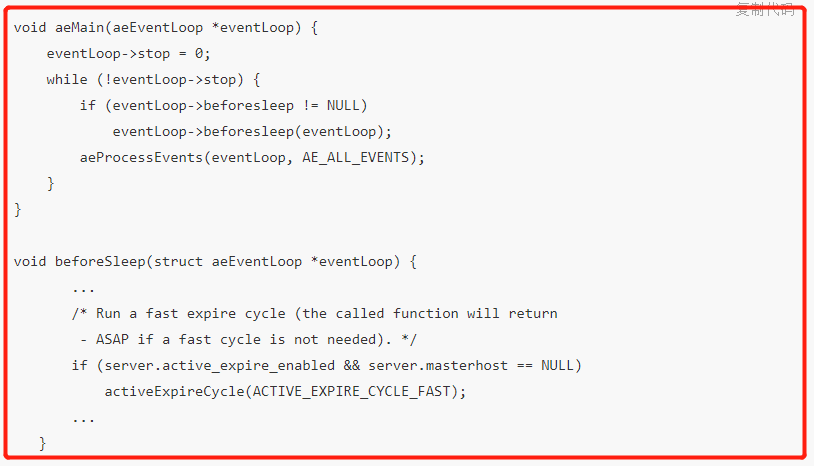 复制代码
void aeMain(aeEventLoop *eventLoop) {
    eventLoop->stop = 0;
    while (!eventLoop->stop) {
        if (eventLoop->beforesleep != NULL)
            eventLoop->beforesleep(eventLoop);
        aeProcessEvents(eventLoop, AE_ALL_EVENTS);
    }
}

void beforeSleep(struct aeEventLoop *eventLoop) {
       ...
       /* Run a fast expire cycle (the called function will return
        - ASAP if a fast cycle is not needed). */
       if (server.active_expire_enabled && server.masterhost == NULL)
           activeExpireCycle(ACTIVE_EXPIRE_CYCLE_FAST);
       ...
   }